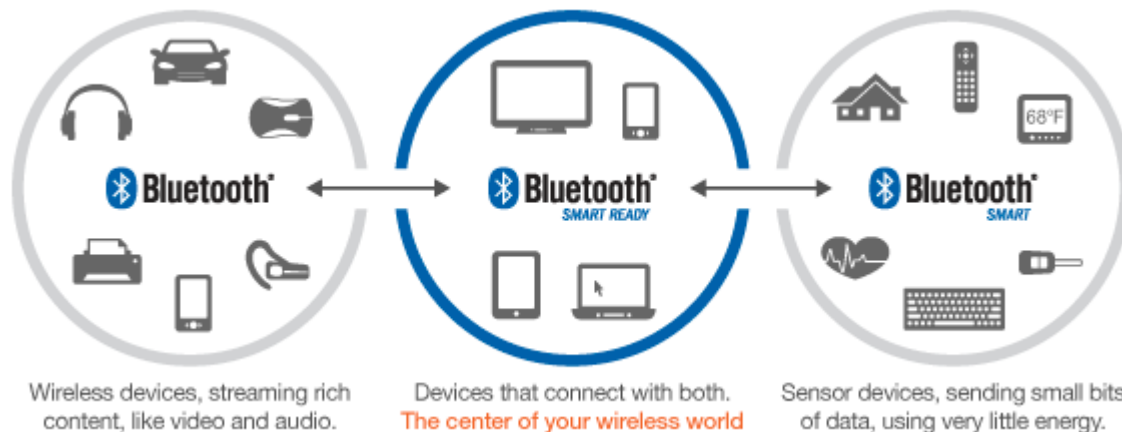 68°F
Bluetooth
Bluetooth
SMART READY
Bluetooth
SMART
Wireless devices, streaming rich
content, like video and audio.
Devices that connect with both.
The center of your wireless world
Sensor devices, sending small bits
of data, using very little energy.